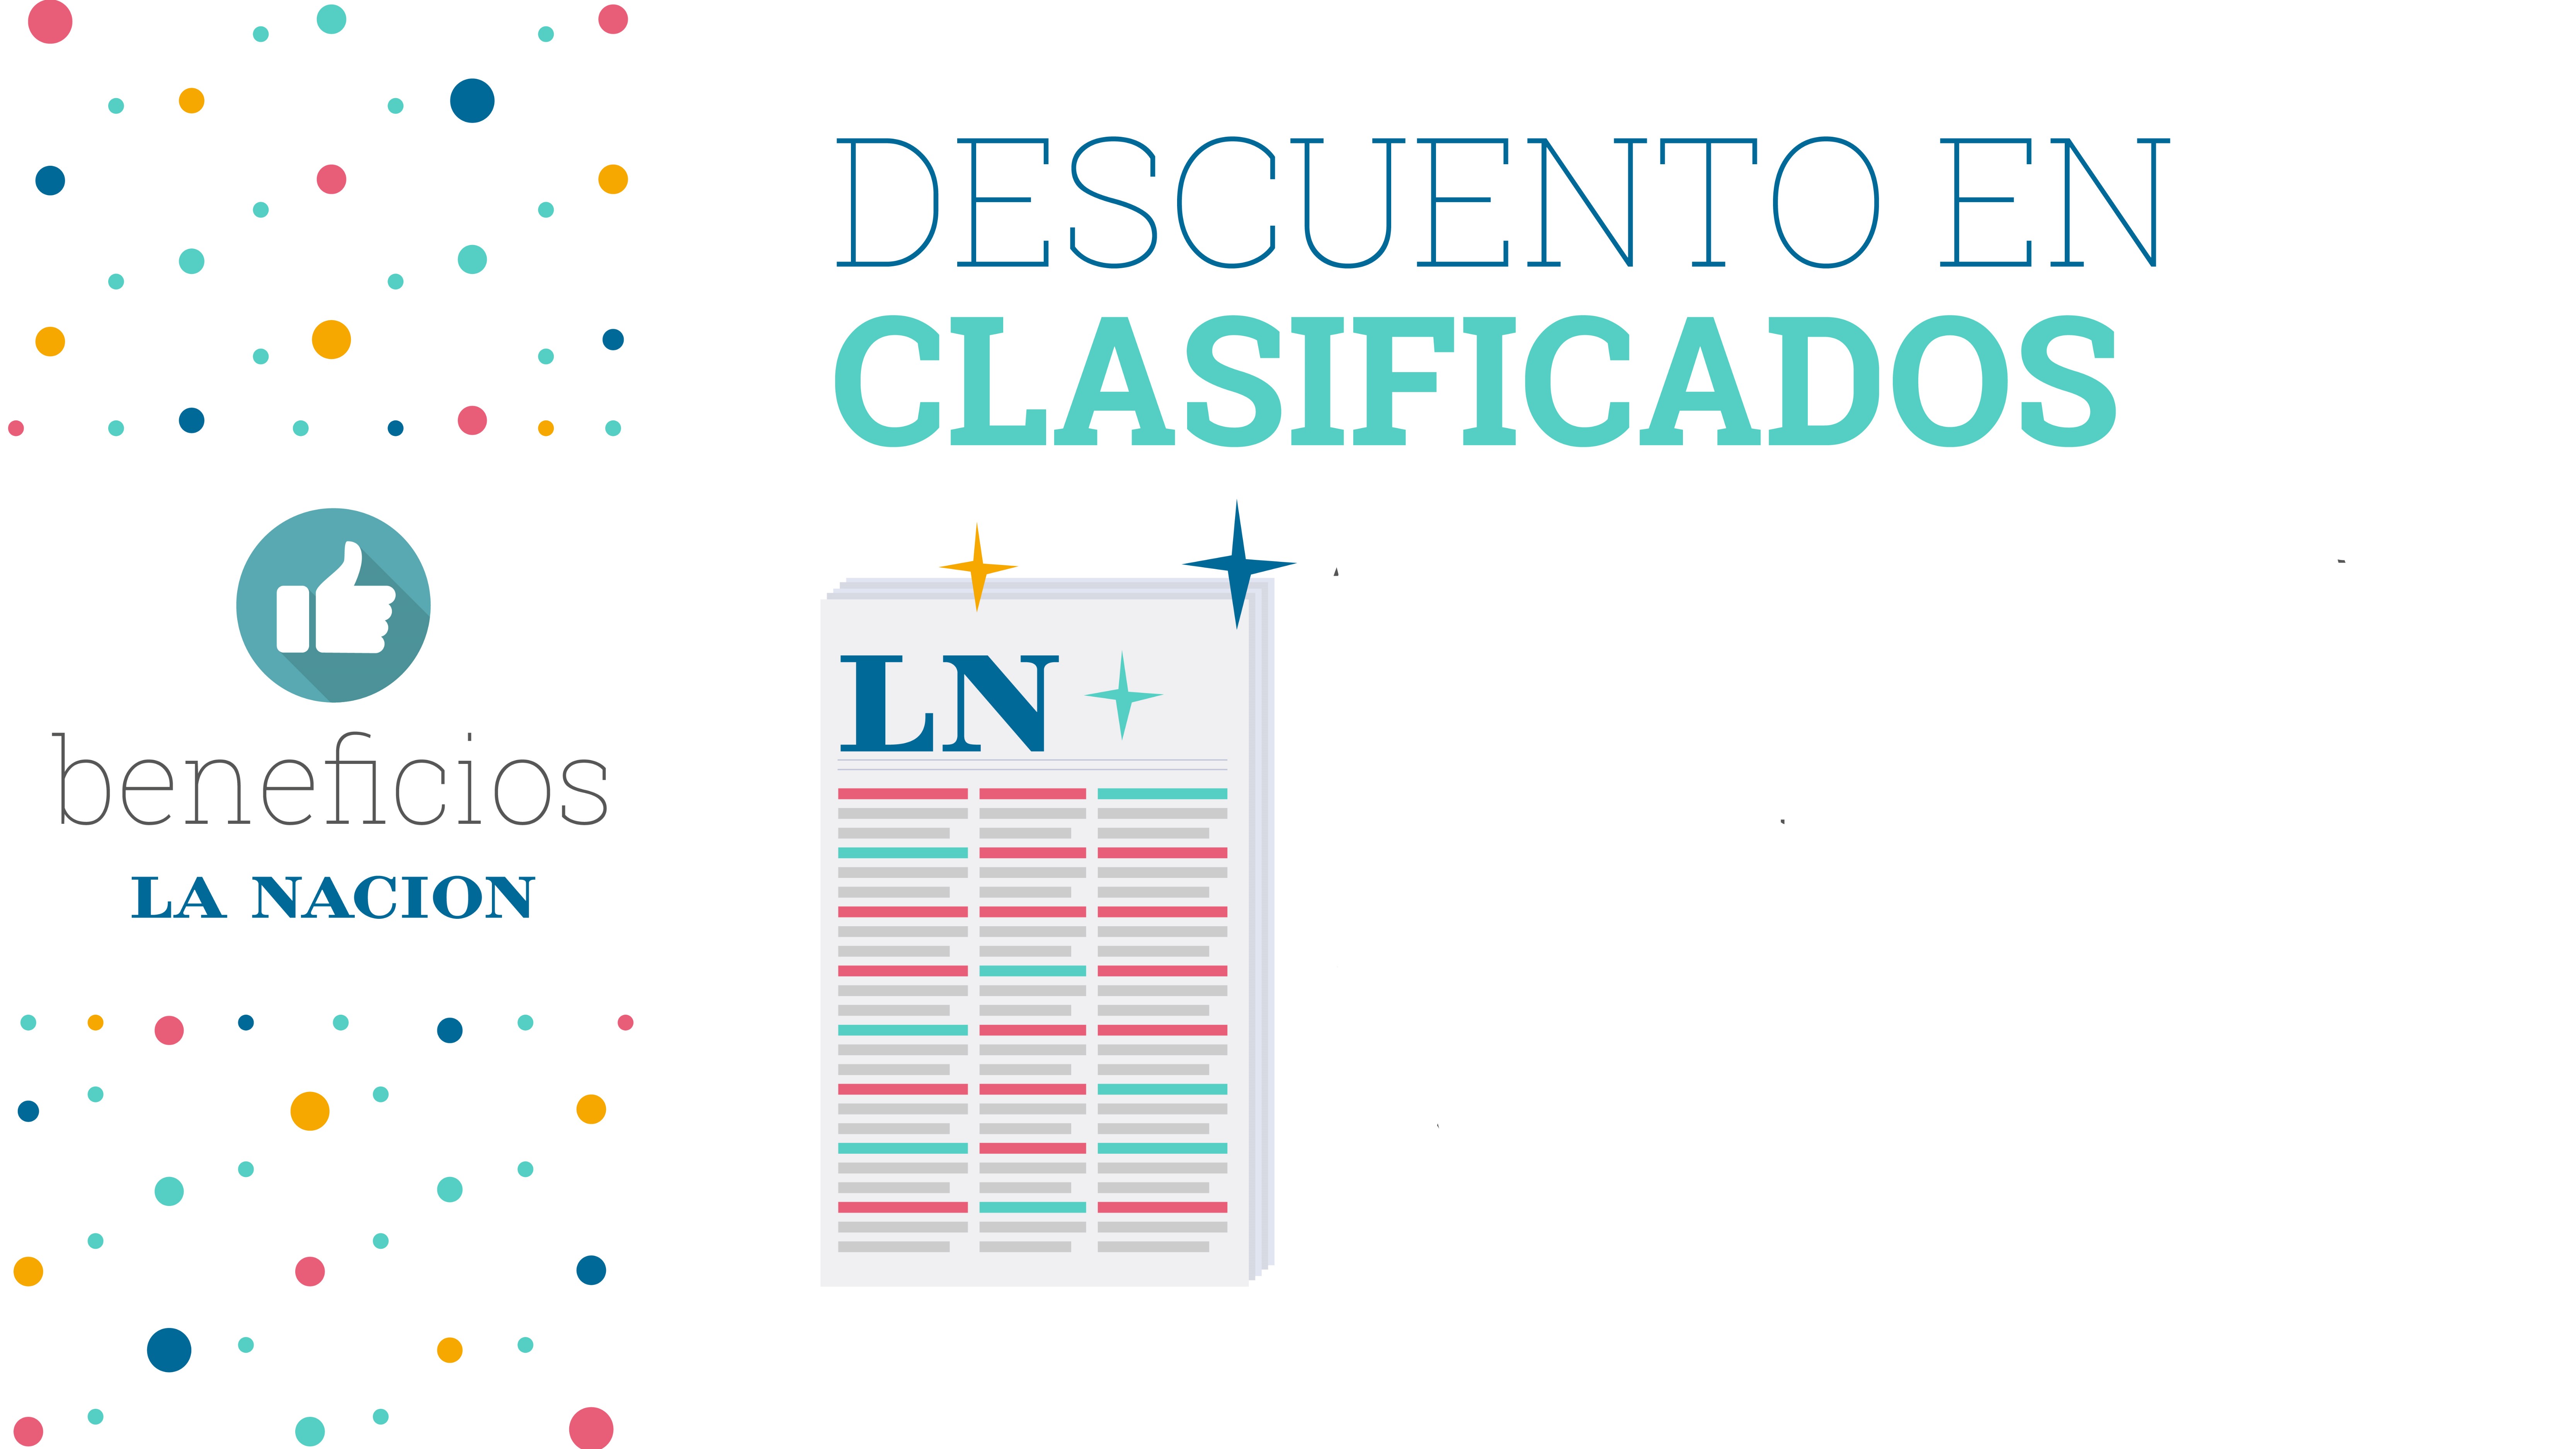 DESCUENTO EN
CLASIFICADOS
beneficios
LA NACION
LN